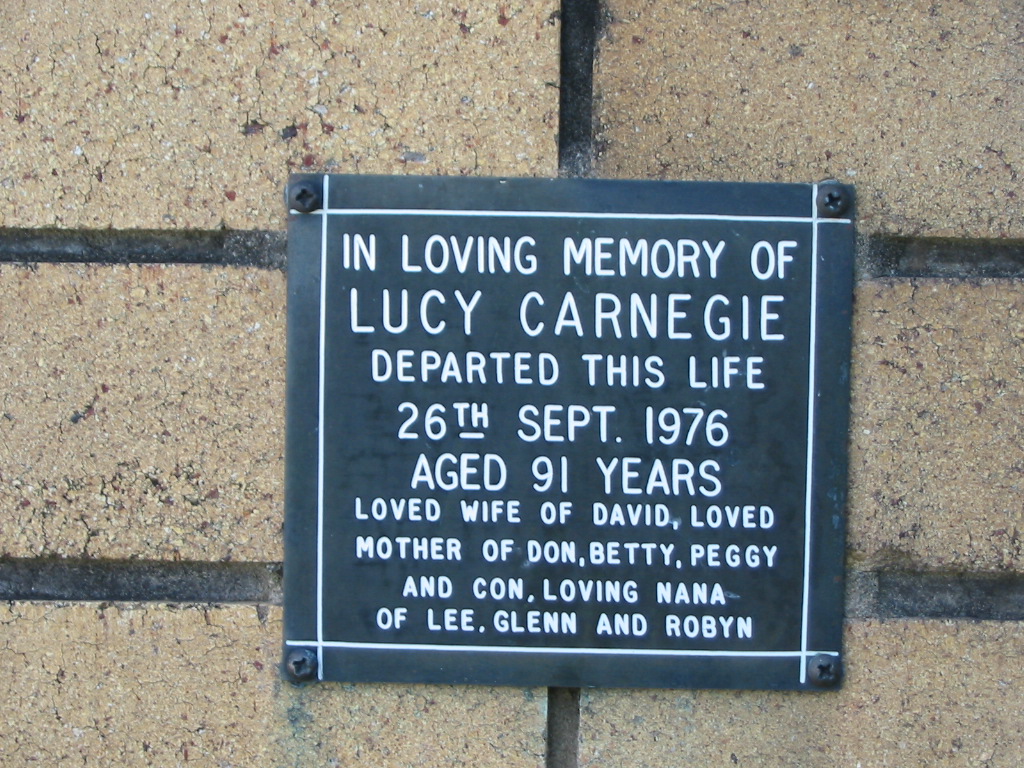 IN LOVING MEMORY OF
LUCY CARNEGIE
DEPARTED THIS LIFE
26TH SEPT. 1976
AGED 91 YEARS
LOVED WIFE OF DAVID, LOVED
MOTHER OF DON, BETTY, PEGGY
AND CON, LOVING NANA
OF LEE, GLENN AND ROBYN